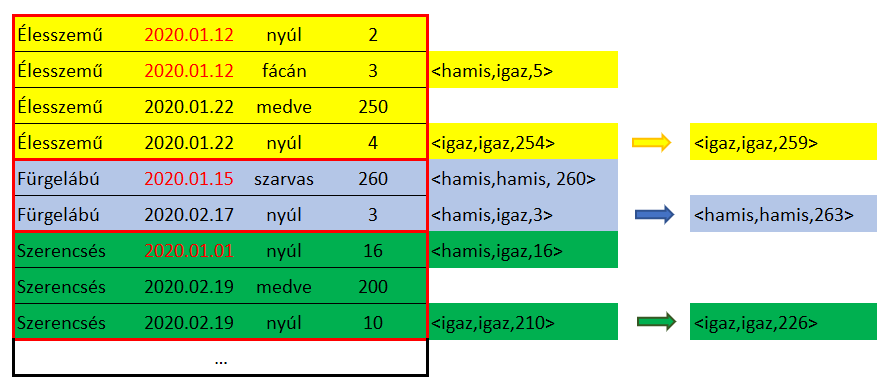 Élesszemű 2020.01.12 nyúl 2
Élesszemű 2020.01.12 fácán 3 <hamis,igaz,5>
Élesszemű 2020.01.22 medve 250
Élesszemű 2020.01.22 nyúl 4 <igaz,igaz,254> <igaz,igaz,259>
Fürgelábú 2020.01.15 szarvas 260 <hamis,hamis, 260>
Fürgelábú 2020.02.17 nyúl 3 <hamis,igaz,3> <hamis,hamis,263>
Szerencsés 2020.01.01 nyúl 16 <hamis,igaz,16>
Szerencsés 2020.02.19 medve 200
Szerencsés 2020.02.19 nyúl 10 <igaz,igaz,210> <igaz,igaz,226>
...